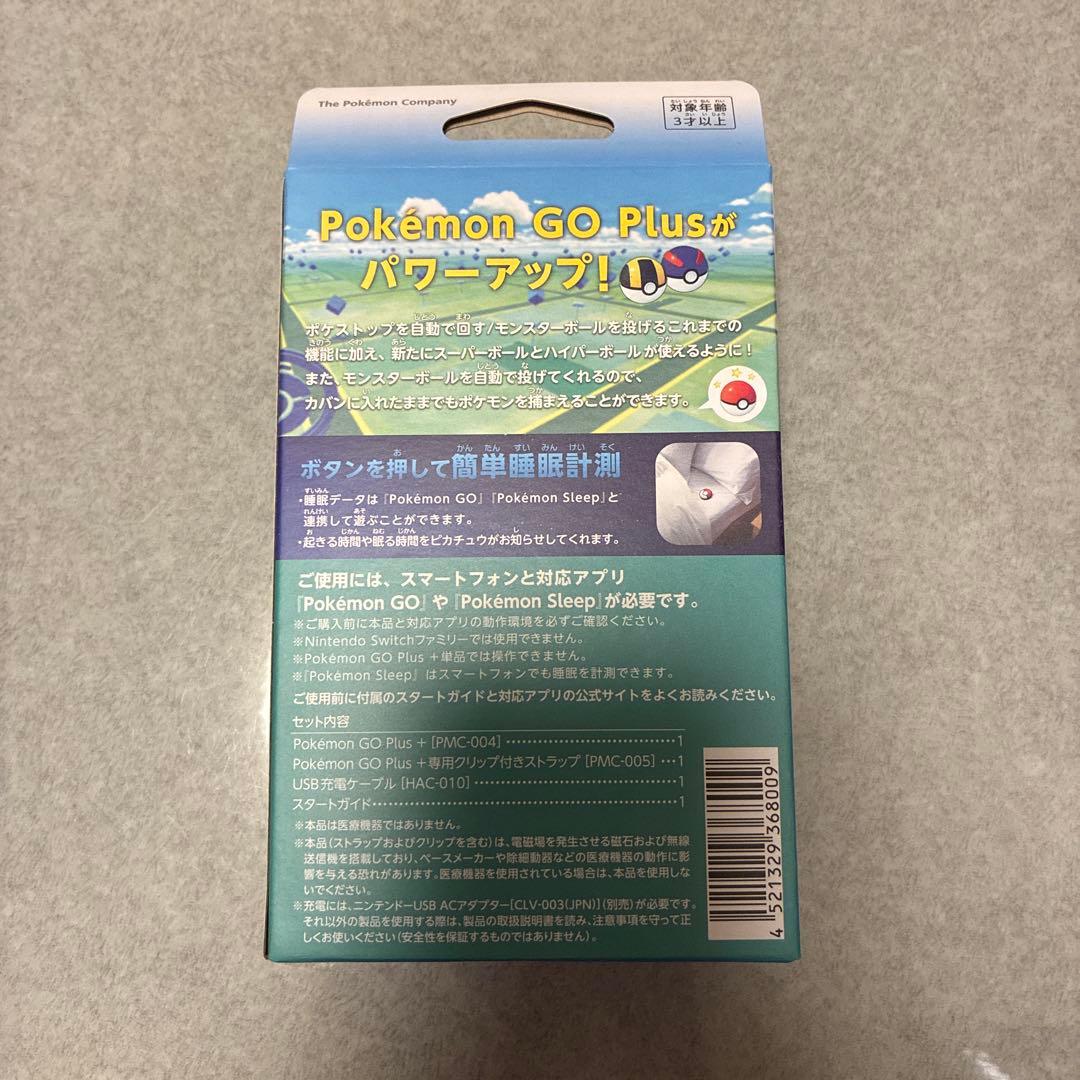 The Pokémon Company
対象年齢
3才以上
Pokémon GO Plusが
パワーアップ!
ポケストップを自動で回す/モンスターボールを投げるこれまでの
機能に加え、新たにスーパーボールとハイパーボールが使えるように!
また、モンスターボールを自動で投げてくれるので、
カバンに入れたままでもポケモンを捕まえることができます。
ボタンを押して簡単睡眠計測
・睡眠データは『Pokémon GO』『Pokémon Sleep』と
連携して遊ぶことができます。
・起きる時間や眠る時間をピカチュウがお知らせしてくれます。
ご使用には、スマートフォンと対応アプリ
『Pokémon GO』や『Pokémon Sleep』が必要です。
※ご購入前に本品と対応アプリの動作環境を必ずご確認ください。
※Nintendo Switchファミリーでは使用できません。
※Pokémon GO Plus +単品では操作できません。
※『Pokémon Sleep』はスマートフォンでも睡眠を計測できます。
ご使用前に付属のスタートガイドと対応アプリの公式サイトをよくお読みください。
セット内容
Pokémon GO Plus + [PMC-004] ……………………………1
Pokémon GO Plus +専用クリップ付きストラップ [PMC-005] …1
USB充電ケーブル [HAC-010] ……………………………………1
スタートガイド……………………………………………………1
※本品は医療機器ではありません。
※本品(ストラップおよびクリップを含む)は、電磁場を発生させる磁石および無線
送信機を搭載しており、ペースメーカーや除細動器などの医療機器の動作に影
響を与える恐れがあります。医療機器を使用されている場合は、本品を使用しな
いでください。
※充電には、ニンテンドーUSB ACアダプター[CLV-003(JPN)](別売)が必要です。
それ以外の製品を使用する際は、製品の取扱説明書を読み、注意事項を守って正
しくお使いください(安全性を保証するものではありません)。
4 521329 368009